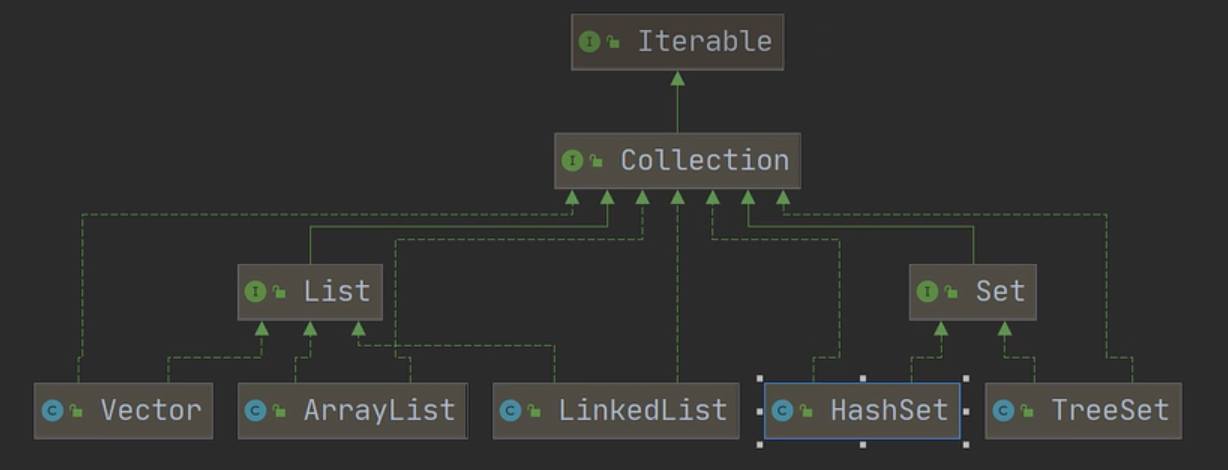 Iterable
Collection
List
Set
Vector
ArrayList
LinkedList
HashSet
TreeSet